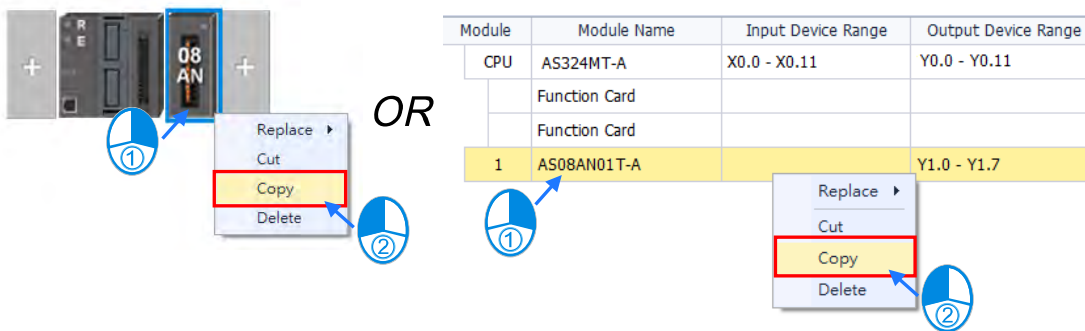 R
E
08
AN
+
+
①
Replace
Cut
Copy
Delete
②
OR
Module Module Name Input Device Range Output Device Range
CPU AS324MT-A X0.0 - X0.11 Y0.0 - Y0.11
Function Card
Function Card
1 AS08AN01T-A Y1.0 - Y1.7
①
Replace
Cut
Copy
Delete
②